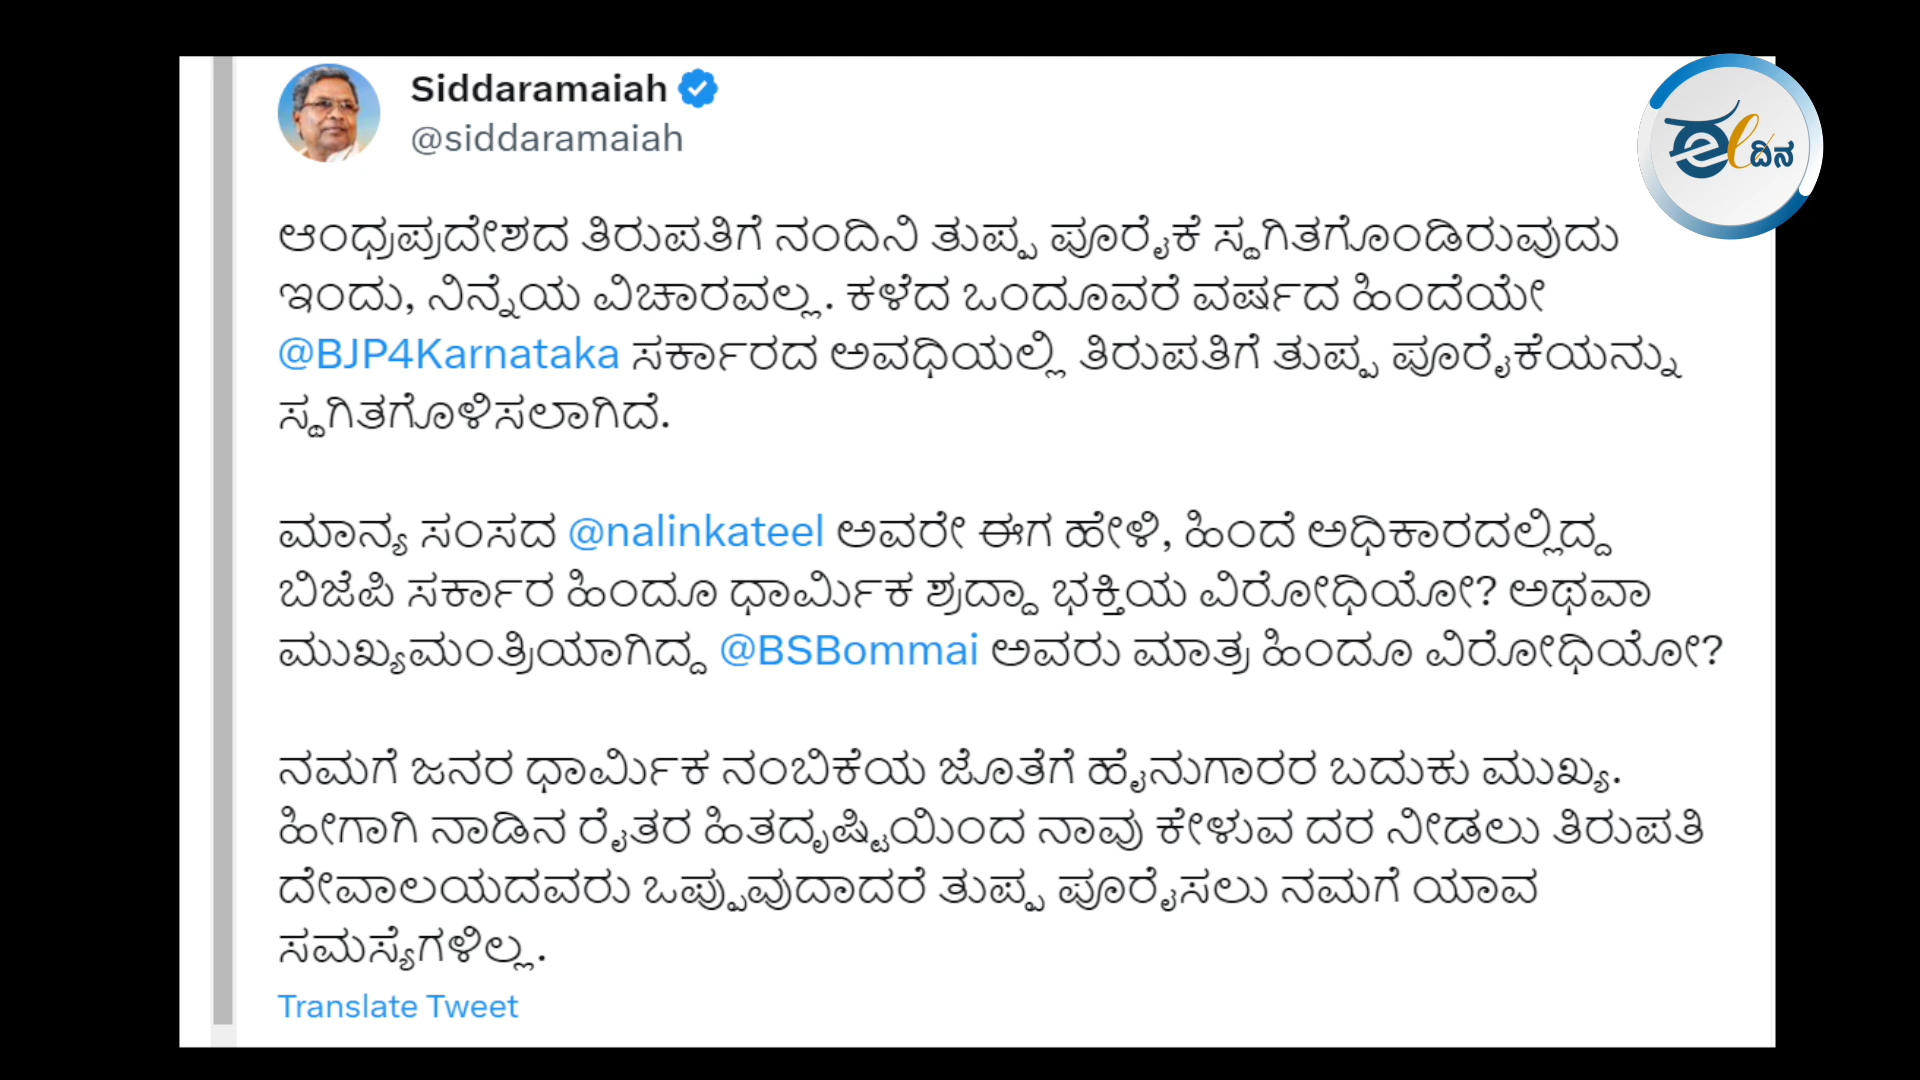 Siddaramaiah
@siddaramaiah
ಈದಿನ
ಆಂಧ್ರಪ್ರದೇಶದ ತಿರುಪತಿಗೆ ನಂದಿನಿ ತುಪ್ಪ ಪೂರೈಕೆ ಸ್ಥಗಿತಗೊಂಡಿರುವುದು
ಇಂದು, ನಿನ್ನೆಯ ವಿಚಾರವಲ್ಲ. ಕಳೆದ ಒಂದೂವರೆ ವರ್ಷದ ಹಿಂದೆಯೇ
@BJP4Karnataka ಸರ್ಕಾರದ ಅವಧಿಯಲ್ಲಿ ತಿರುಪತಿಗೆ ತುಪ್ಪ ಪೂರೈಕೆಯನ್ನು
ಸ್ಥಗಿತಗೊಳಿಸಲಾಗಿದೆ.
ಮಾನ್ಯ ಸಂಸದ @nalinkateel ಅವರೇ ಈಗ ಹೇಳಿ, ಹಿಂದೆ ಅಧಿಕಾರದಲ್ಲಿದ್ದ
ಬಿಜೆಪಿ ಸರ್ಕಾರ ಹಿಂದೂ ಧಾರ್ಮಿಕ ಶ್ರದ್ಧಾ ಭಕ್ತಿಯ ವಿರೋಧಿಯೋ? ಅಥವಾ
ಮುಖ್ಯಮಂತ್ರಿಯಾಗಿದ್ದ @BSBommai ಅವರು ಮಾತ್ರ ಹಿಂದೂ ವಿರೋಧಿಯೋ?
ನಮಗೆ ಜನರ ಧಾರ್ಮಿಕ ನಂಬಿಕೆಯ ಜೊತೆಗೆ ಹೈನುಗಾರರ ಬದುಕು ಮುಖ್ಯ.
ಹೀಗಾಗಿ ನಾಡಿನ ರೈತರ ಹಿತದೃಷ್ಟಿಯಿಂದ ನಾವು ಕೇಳುವ ದರ ನೀಡಲು ತಿರುಪತಿ
ದೇವಾಲಯದವರು ಒಪ್ಪುವುದಾದರೆ ತುಪ್ಪ ಪೂರೈಸಲು ನಮಗೆ ಯಾವ
ಸಮಸ್ಯೆಗಳಿಲ್ಲ.
Translate Tweet